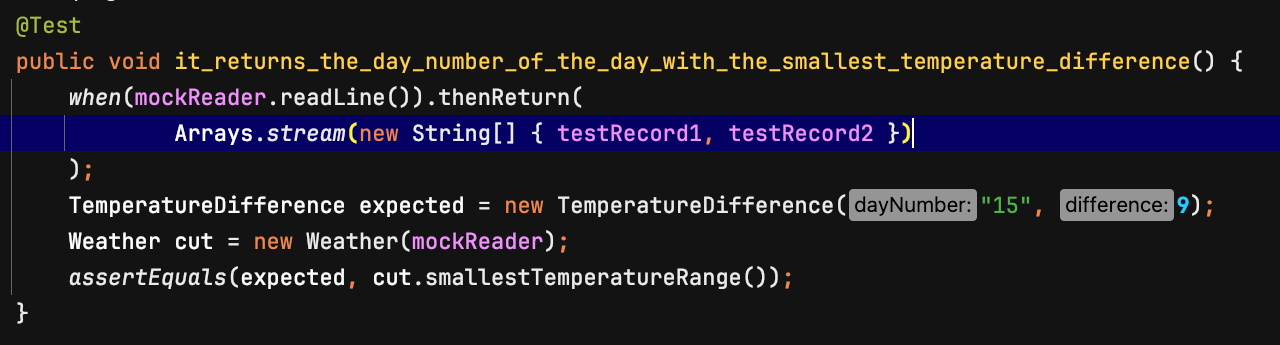 @Test
public void it_returns_the_day_number_of_the_day_with_the_smallest_temperature_difference() {
when(mockReader.readLine()).thenReturn(
Arrays.stream(new String[] { testRecord1, testRecord2 })
);
TemperatureDifference expected = new TemperatureDifference( dayNumber: "15", difference: 9);
Weather cut = new Weather(mockReader);
assertEquals(expected, cut.smallestTemperatureRange());
}